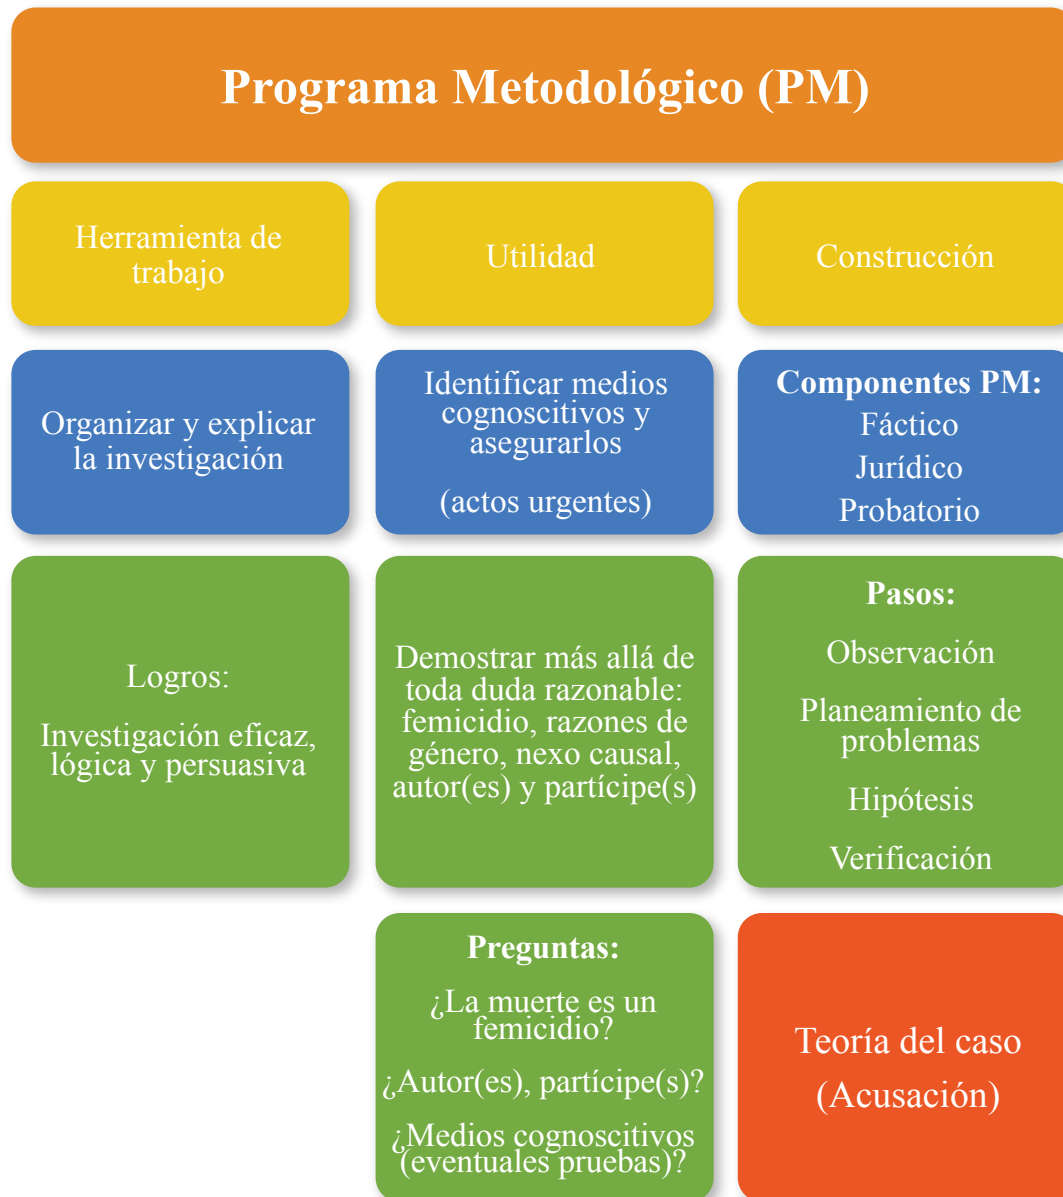 Programa Metodológico (PM)
Herramienta de
trabajo
Utilidad
Construcción
Organizar y explicar
la investigación
Identificar medios
cognoscitivos y
asegurarlos
(actos urgentes)
Componentes PM:
Fáctico
Jurídico
Probatorio
Logros:
Investigación eficaz,
lógica y persuasiva
Demostrar más allá de
toda duda razonable:
femicidio, razones de
género, nexo causal,
autor(es) y partícipe(s)
Pasos:
Observación
Planeamiento de
problemas
Hipótesis
Verificación
Preguntas:
¿La muerte es un
femicidio?
¿Autor(es), partícipe(s)?
¿Medios cognoscitivos
(eventuales pruebas)?
Teoría del caso
(Acusación)